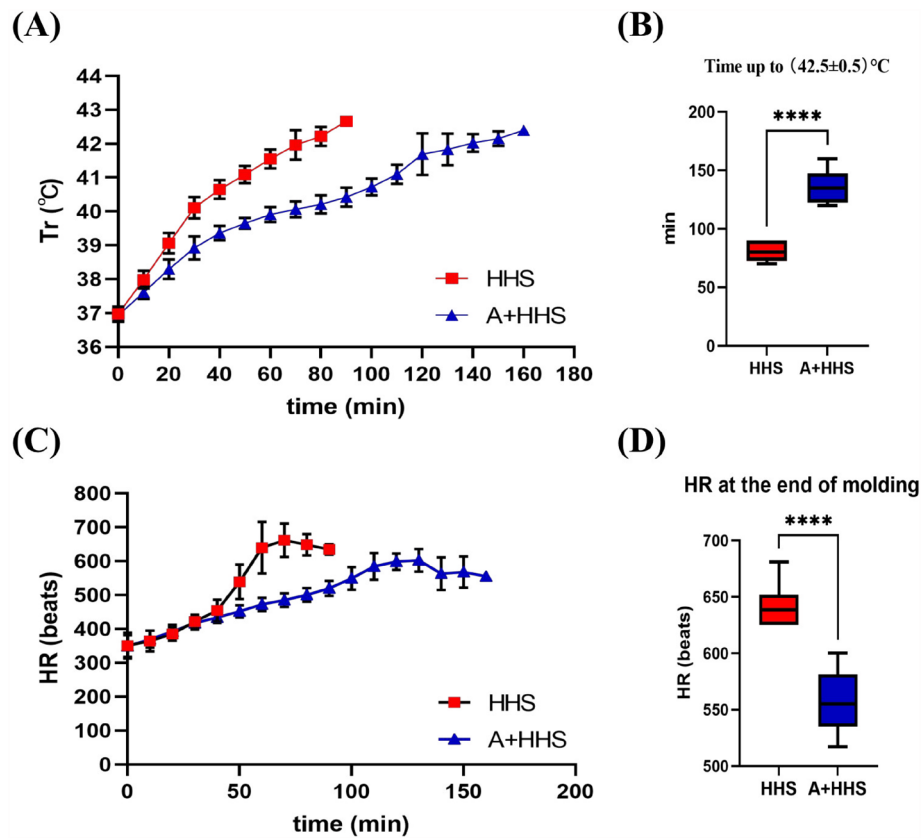 (A)
Tr (℃)
44
43
42
41
40
39
38
37
36
0 20 40 60 80 100 120 140 160 180
time (min)
HHS
A+HHS
(B)
Time up to（42.5±0.5）℃
****
min
200
150
100
50
0
HHS A+HHS
(C)
HR (beats)
800
700
600
500
400
300
200
100
0
0 50 100 150 200
time (min)
HHS
A+HHS
(D)
HR at the end of molding
****
HR (beats)
700
650
600
550
500
HHS A+HHS